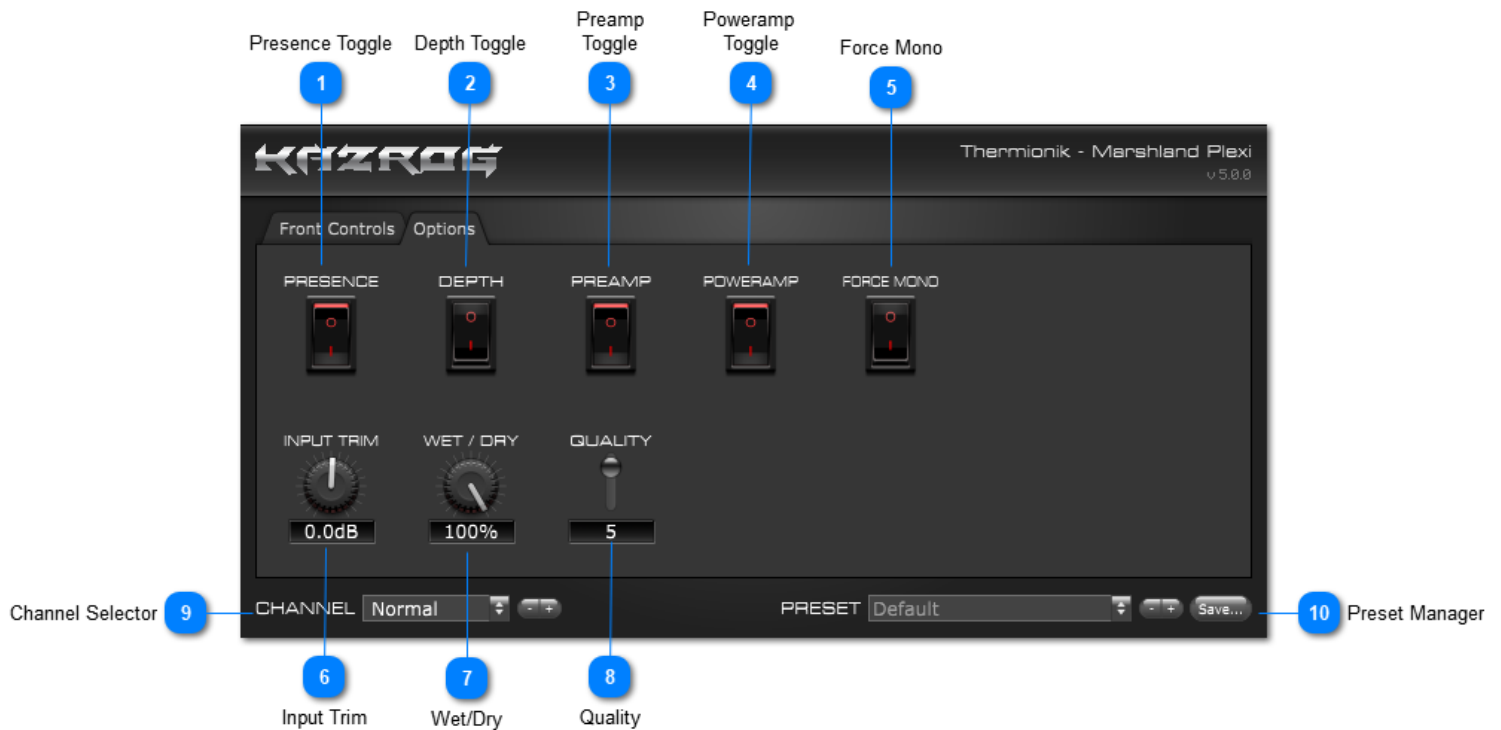 Preamp
Toggle
Poweramp
Toggle
Presence Toggle
Depth Toggle
Force Mono
1
2
3
4
5
KAZROG
Thermionik - Marshland Plexi
v 5.0.0
Front Controls
Options
PRESENCE
DEPTH
PREAMP
POWERAMP
FORCE MONO
O
I
O
I
O
I
O
I
O
I
INPUT TRIM
WET / DRY
QUALITY
0.0dB
100%
5
Channel Selector
9
CHANNEL
Normal
- +
PRESET
Default
- +
Save...
10
Preset Manager
6
7
8
Input Trim
Wet/Dry
Quality